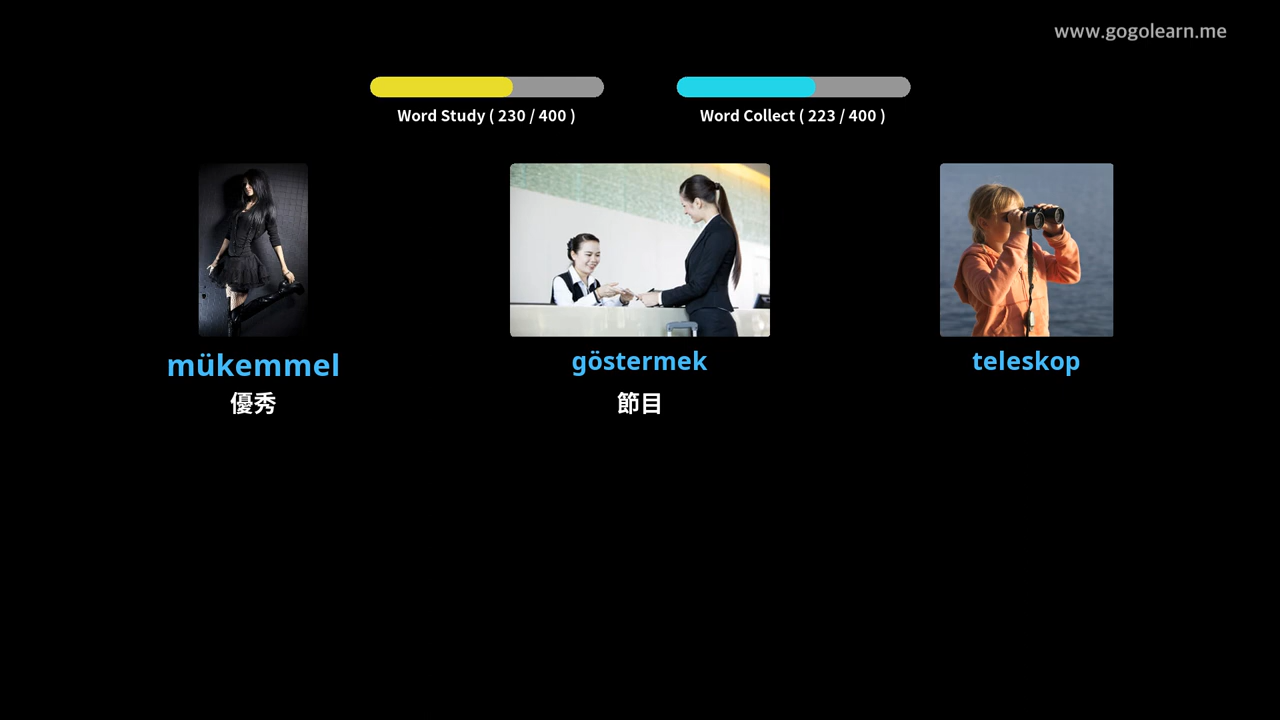 www.gogolearn.me
Word Study ( 230 / 400 )
Word Collect ( 223 / 400 )
mükemmel
göstermek
teleskop
優秀
節目